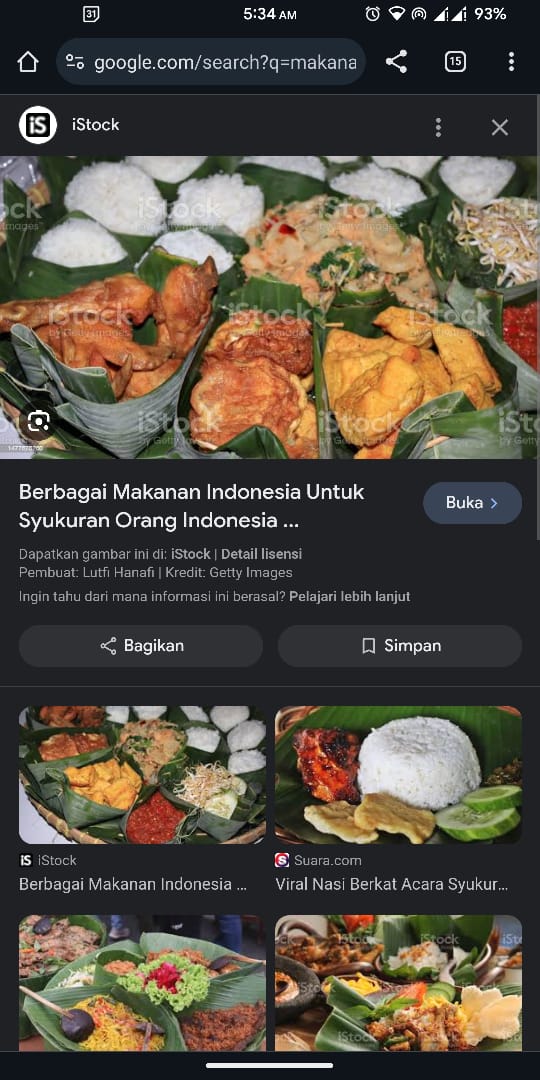 31
5:34 AM
93%
google.com/search?q=makana
15
iS
iStock
iStock
by Getty Images
Berbagai Makanan Indonesia Untuk
Syukuran Orang Indonesia ...
Buka
Dapatkan gambar ini di: iStock | Detail lisensi
Pembuat: Lutfi Hanafi | Kredit: Getty Images
Ingin tahu dari mana informasi ini berasal? Pelajari lebih lanjut
Bagikan
Simpan
iS iStock
Suara.com
Berbagai Makanan Indonesia ...
Viral Nasi Berkat Acara Syukur...
iStock
iStock